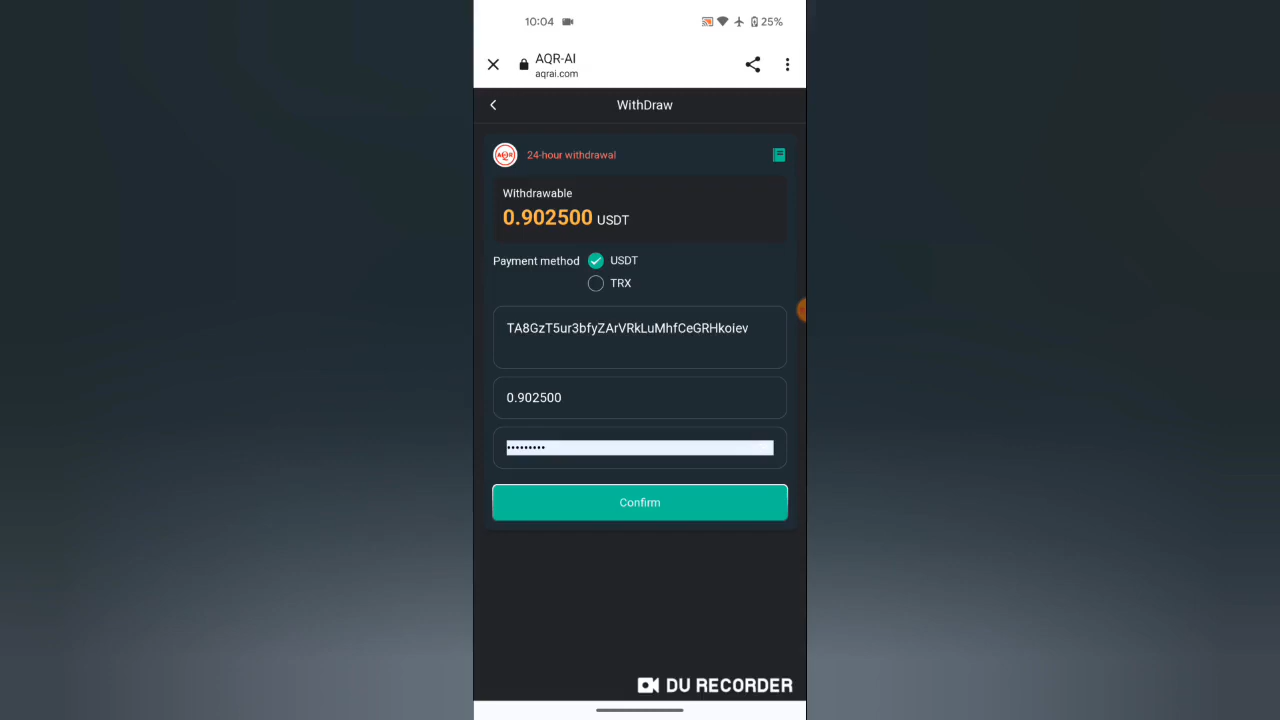 10:04 25%
AQR-AI
aqrai.com
WithDraw
AQR 24-hour withdrawal
Withdrawable
0.902500 USDT
Payment method USDT
TRX
TA8GzT5ur3bfyZArVRkLuMhfCeGRHkoiev
0.902500
•••••••••
Confirm
DU RECORDER